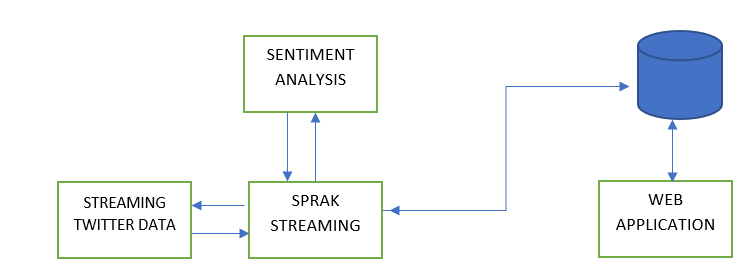 SENTIMENT
ANALYSIS
STREAMING
TWITTER DATA
SPRAK
STREAMING
WEB
APPLICATION